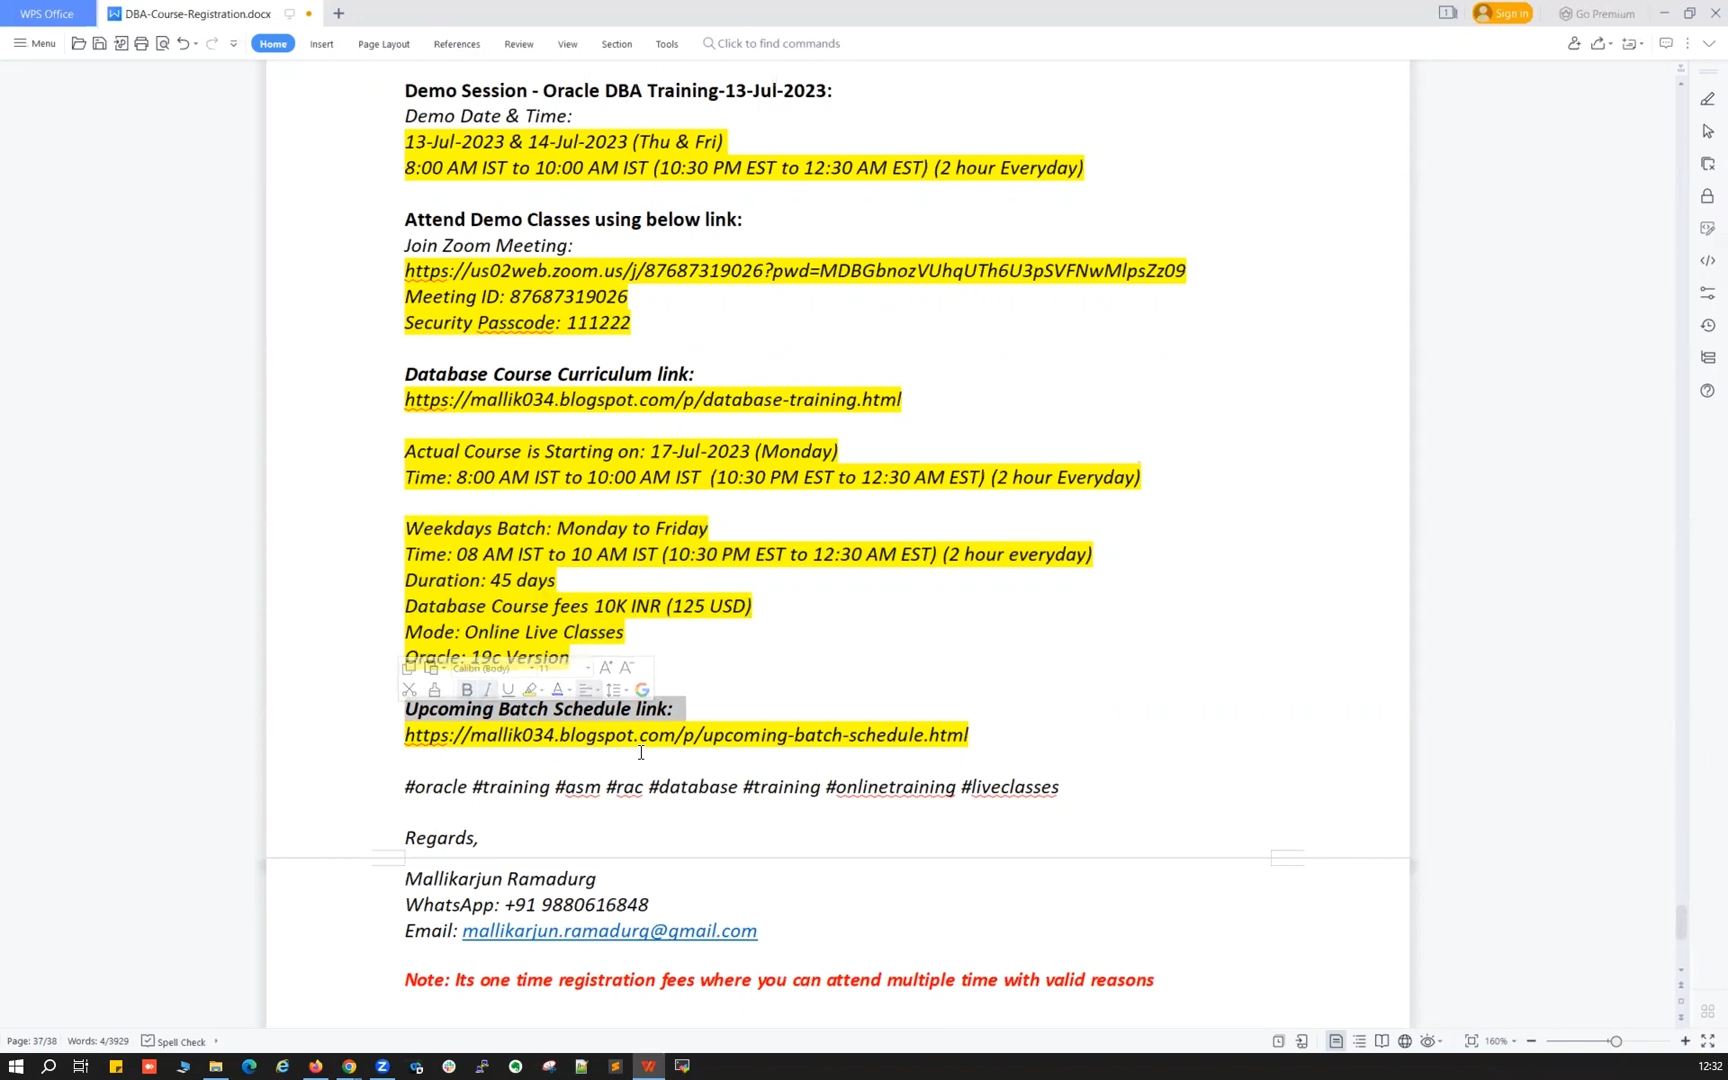 WPS Office
DBA-Course-Registration.docx
1
Sign in
Go Premium
Menu
Home
Insert
Page Layout
References
Review
View
Section
Tools
Click to find commands
Demo Session - Oracle DBA Training-13-Jul-2023:
Demo Date & Time:
13-Jul-2023 & 14-Jul-2023 (Thu & Fri)
8:00 AM IST to 10:00 AM IST (10:30 PM EST to 12:30 AM EST) (2 hour Everyday)
Attend Demo Classes using below link:
Join Zoom Meeting:
https://us02web.zoom.us/j/87687319026?pwd=MDBGbnozVUhqUTh6U3pSVFNwMlpsZz09
Meeting ID: 87687319026
Security Passcode: 111222
Database Course Curriculum link:
https://mallik034.blogspot.com/p/database-training.html
Actual Course is Starting on: 17-Jul-2023 (Monday)
Time: 8:00 AM IST to 10:00 AM IST  (10:30 PM EST to 12:30 AM EST) (2 hour Everyday)
Weekdays Batch: Monday to Friday
Time: 08 AM IST to 10 AM IST (10:30 PM EST to 12:30 AM EST) (2 hour everyday)
Duration: 45 days
Database Course fees 10K INR (125 USD)
Mode: Online Live Classes
Oracle: 19c Version
Calibri (Body) 11
Upcoming Batch Schedule link:
https://mallik034.blogspot.com/p/upcoming-batch-schedule.html
#oracle #training #asm #rac #database #training #onlinetraining #liveclasses
Regards,
Mallikarjun Ramadurg
WhatsApp: +91 9880616848
Email: mallikarjun.ramadurg@gmail.com
Note: Its one time registration fees where you can attend multiple time with valid reasons
Page: 37/38
Words: 4/3929
Spell Check
160%
12:32